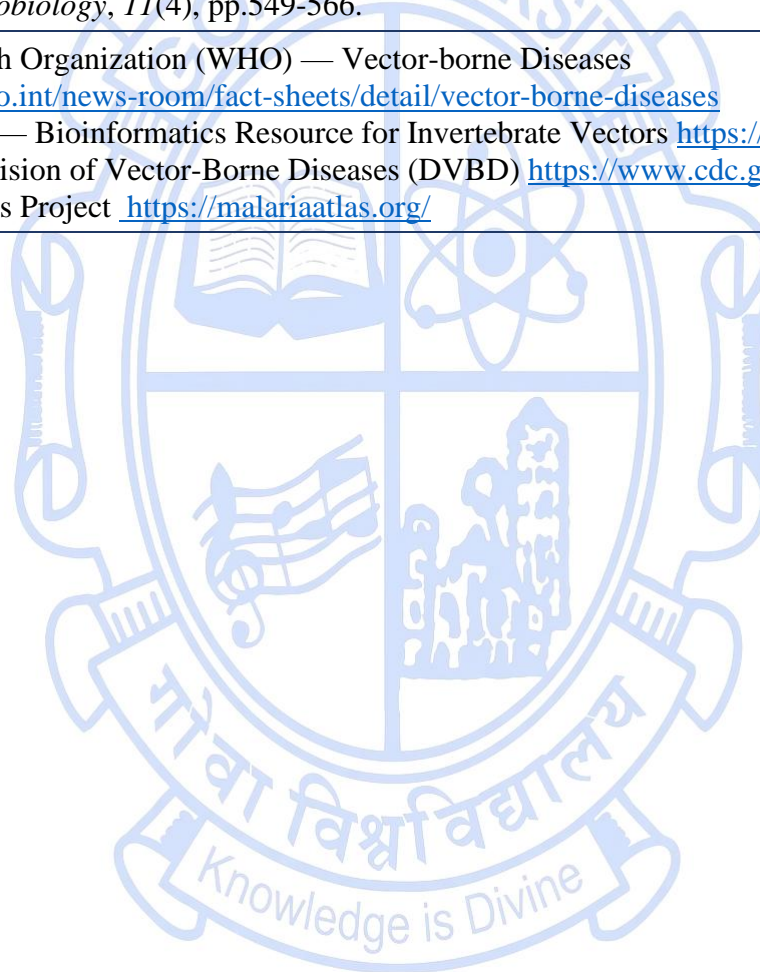 obiology, 11(4), pp.549-566.
h Organization (WHO) — Vector-borne Diseases
o.int/news-room/fact-sheets/detail/vector-borne-diseases
— Bioinformatics Resource for Invertebrate Vectors https://
ision of Vector-Borne Diseases (DVBD) https://www.cdc.g
s Project https://malariaatlas.org/
गोवा विश्वविद्यालय
Knowledge is Divine